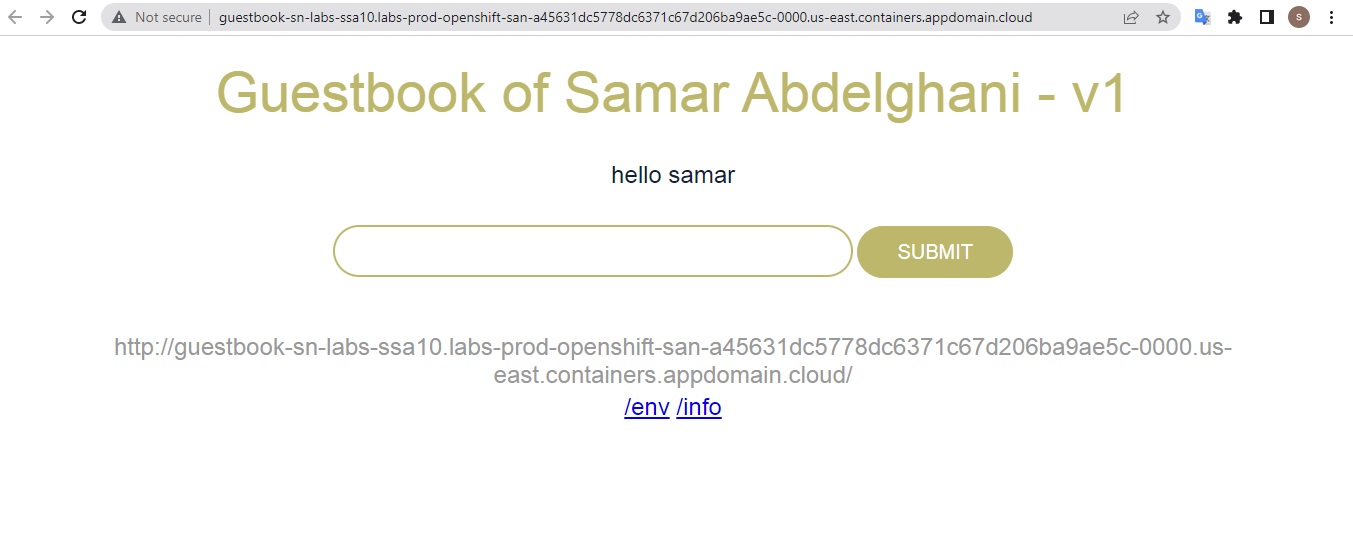 Not secure | guestbook-sn-labs-ssa10.labs-prod-openshift-san-a45631dc5778dc6371c67d206ba9ae5c-0000.us-east.containers.appdomain.cloud S
Guestbook of Samar Abdelghani - v1
hello samar
SUBMIT
http://guestbook-sn-labs-ssa10.labs-prod-openshift-san-a45631dc5778dc6371c67d206ba9ae5c-0000.us-
east.containers.appdomain.cloud/
/env /info